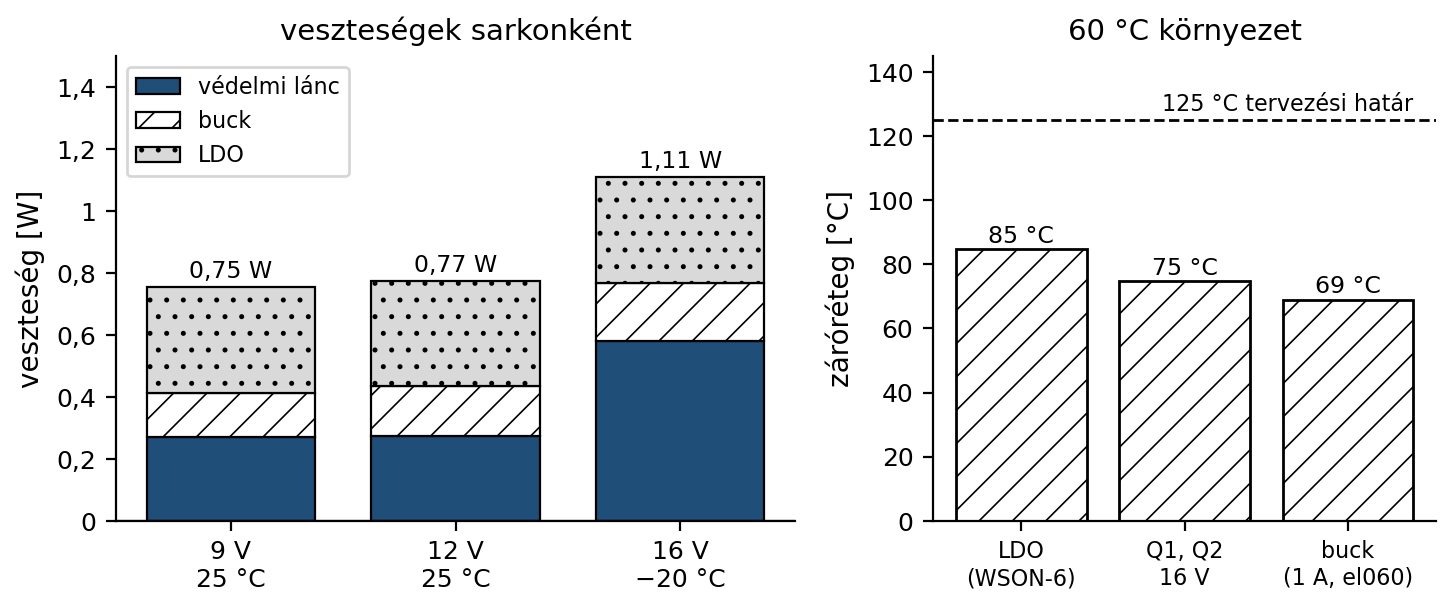 veszteségek sarkonként
veszteség [W]
1,4
1,2
1
0,8
0,6
0,4
0,2
0
védelmi lánc
buck
LDO
0,75 W
0,77 W
1,11 W
9 V
25 °C
12 V
25 °C
16 V
−20 °C
60 °C környezet
záróréteg [°C]
140
120
100
80
60
40
20
0
125 °C tervezési határ
85 °C
75 °C
69 °C
LDO
(WSON-6)
Q1, Q2
16 V
buck
(1 A, el060)